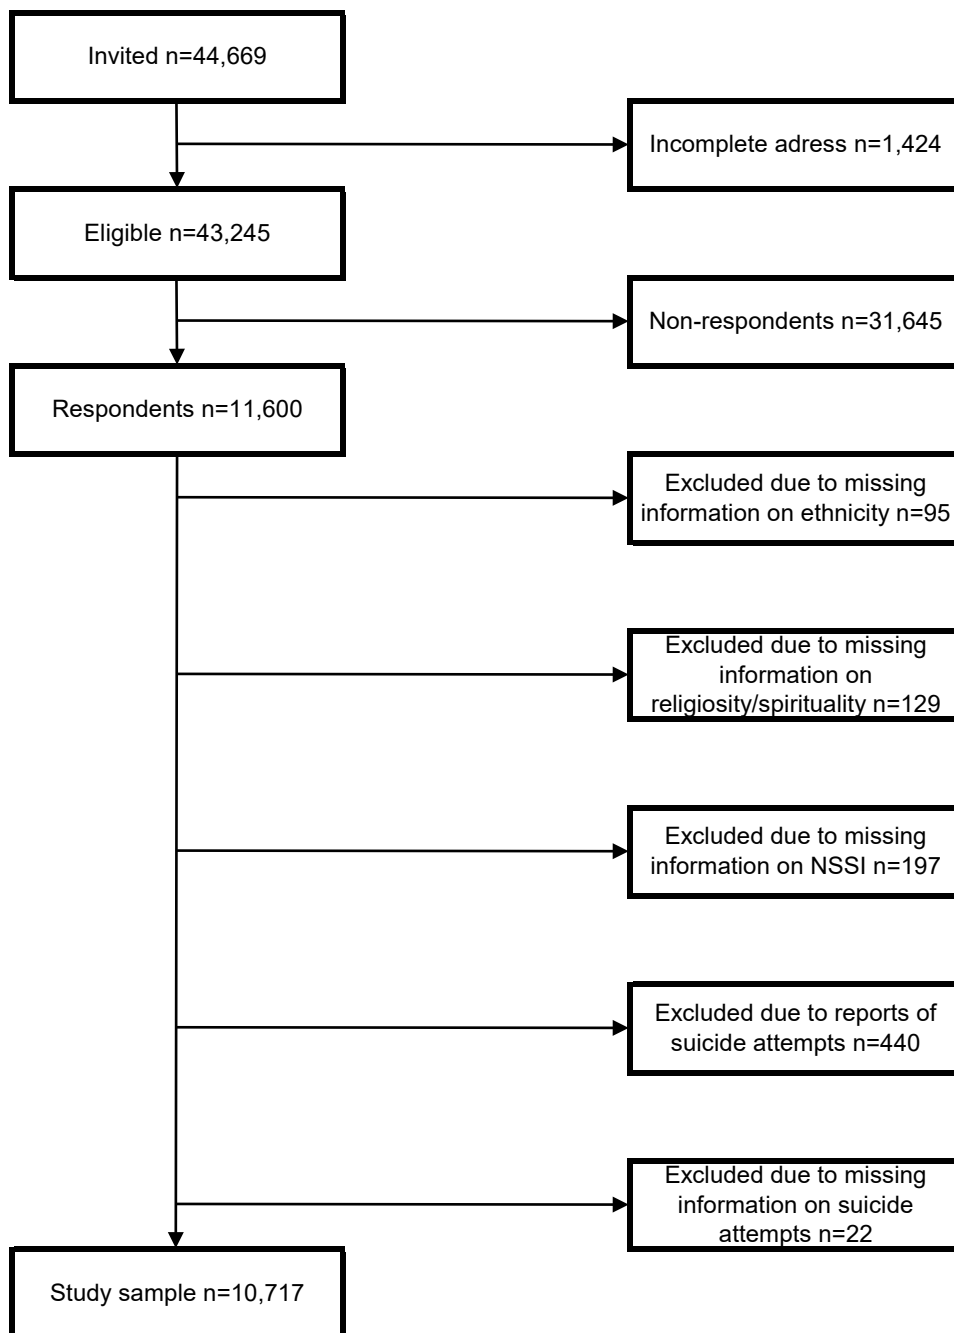 Invited n=44,669
Incomplete adress n=1,424
Eligible n=43,245
Non-respondents n=31,645
Respondents n=11,600
Excluded due to missing
information on ethnicity n=95
Excluded due to missing
information on
religiosity/spirituality n=129
Excluded due to missing
information on NSSI n=197
Excluded due to reports of
suicide attempts n=440
Excluded due to missing
information on suicide
attempts n=22
Study sample n=10,717